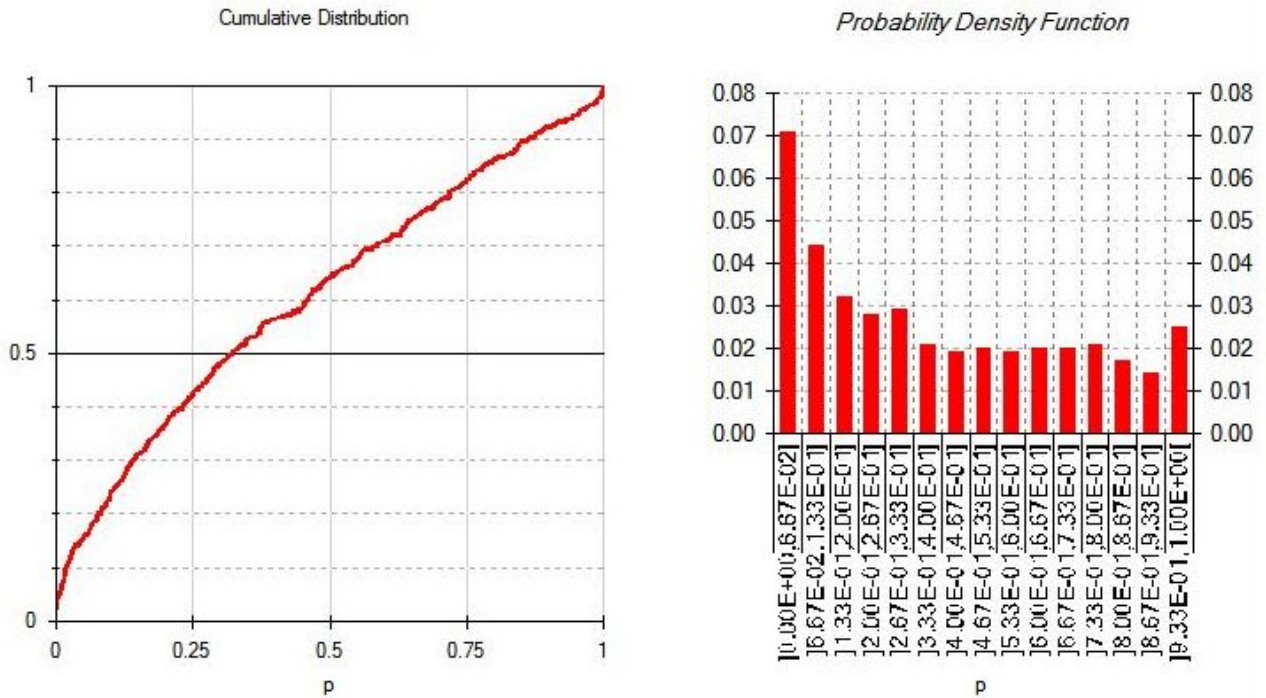 Cumulative Distribution
1
0.5
0
0
0.25
0.5
0.75
1
p
Probability Density Function
0.08
0.07
0.06
0.05
0.04
0.03
0.02
0.01
0.00
0.08
0.07
0.06
0.05
0.04
0.03
0.02
0.01
0.00
]0.00E+00,6.67E-02]
]6.67E-02,1.33E-01]
]1.33E-01,2.00E-01]
]2.00E-01,2.67E-01]
]2.67E-01,3.33E-01]
]3.33E-01,4.00E-01]
]4.00E-01,4.67E-01]
]4.67E-01,5.33E-01]
]5.33E-01,6.00E-01]
]6.00E-01,6.67E-01]
]6.67E-01,7.33E-01]
]7.33E-01,8.00E-01]
]8.00E-01,8.67E-01]
]8.67E-01,9.33E-01]
]9.33E-01,1.00E+00[
p